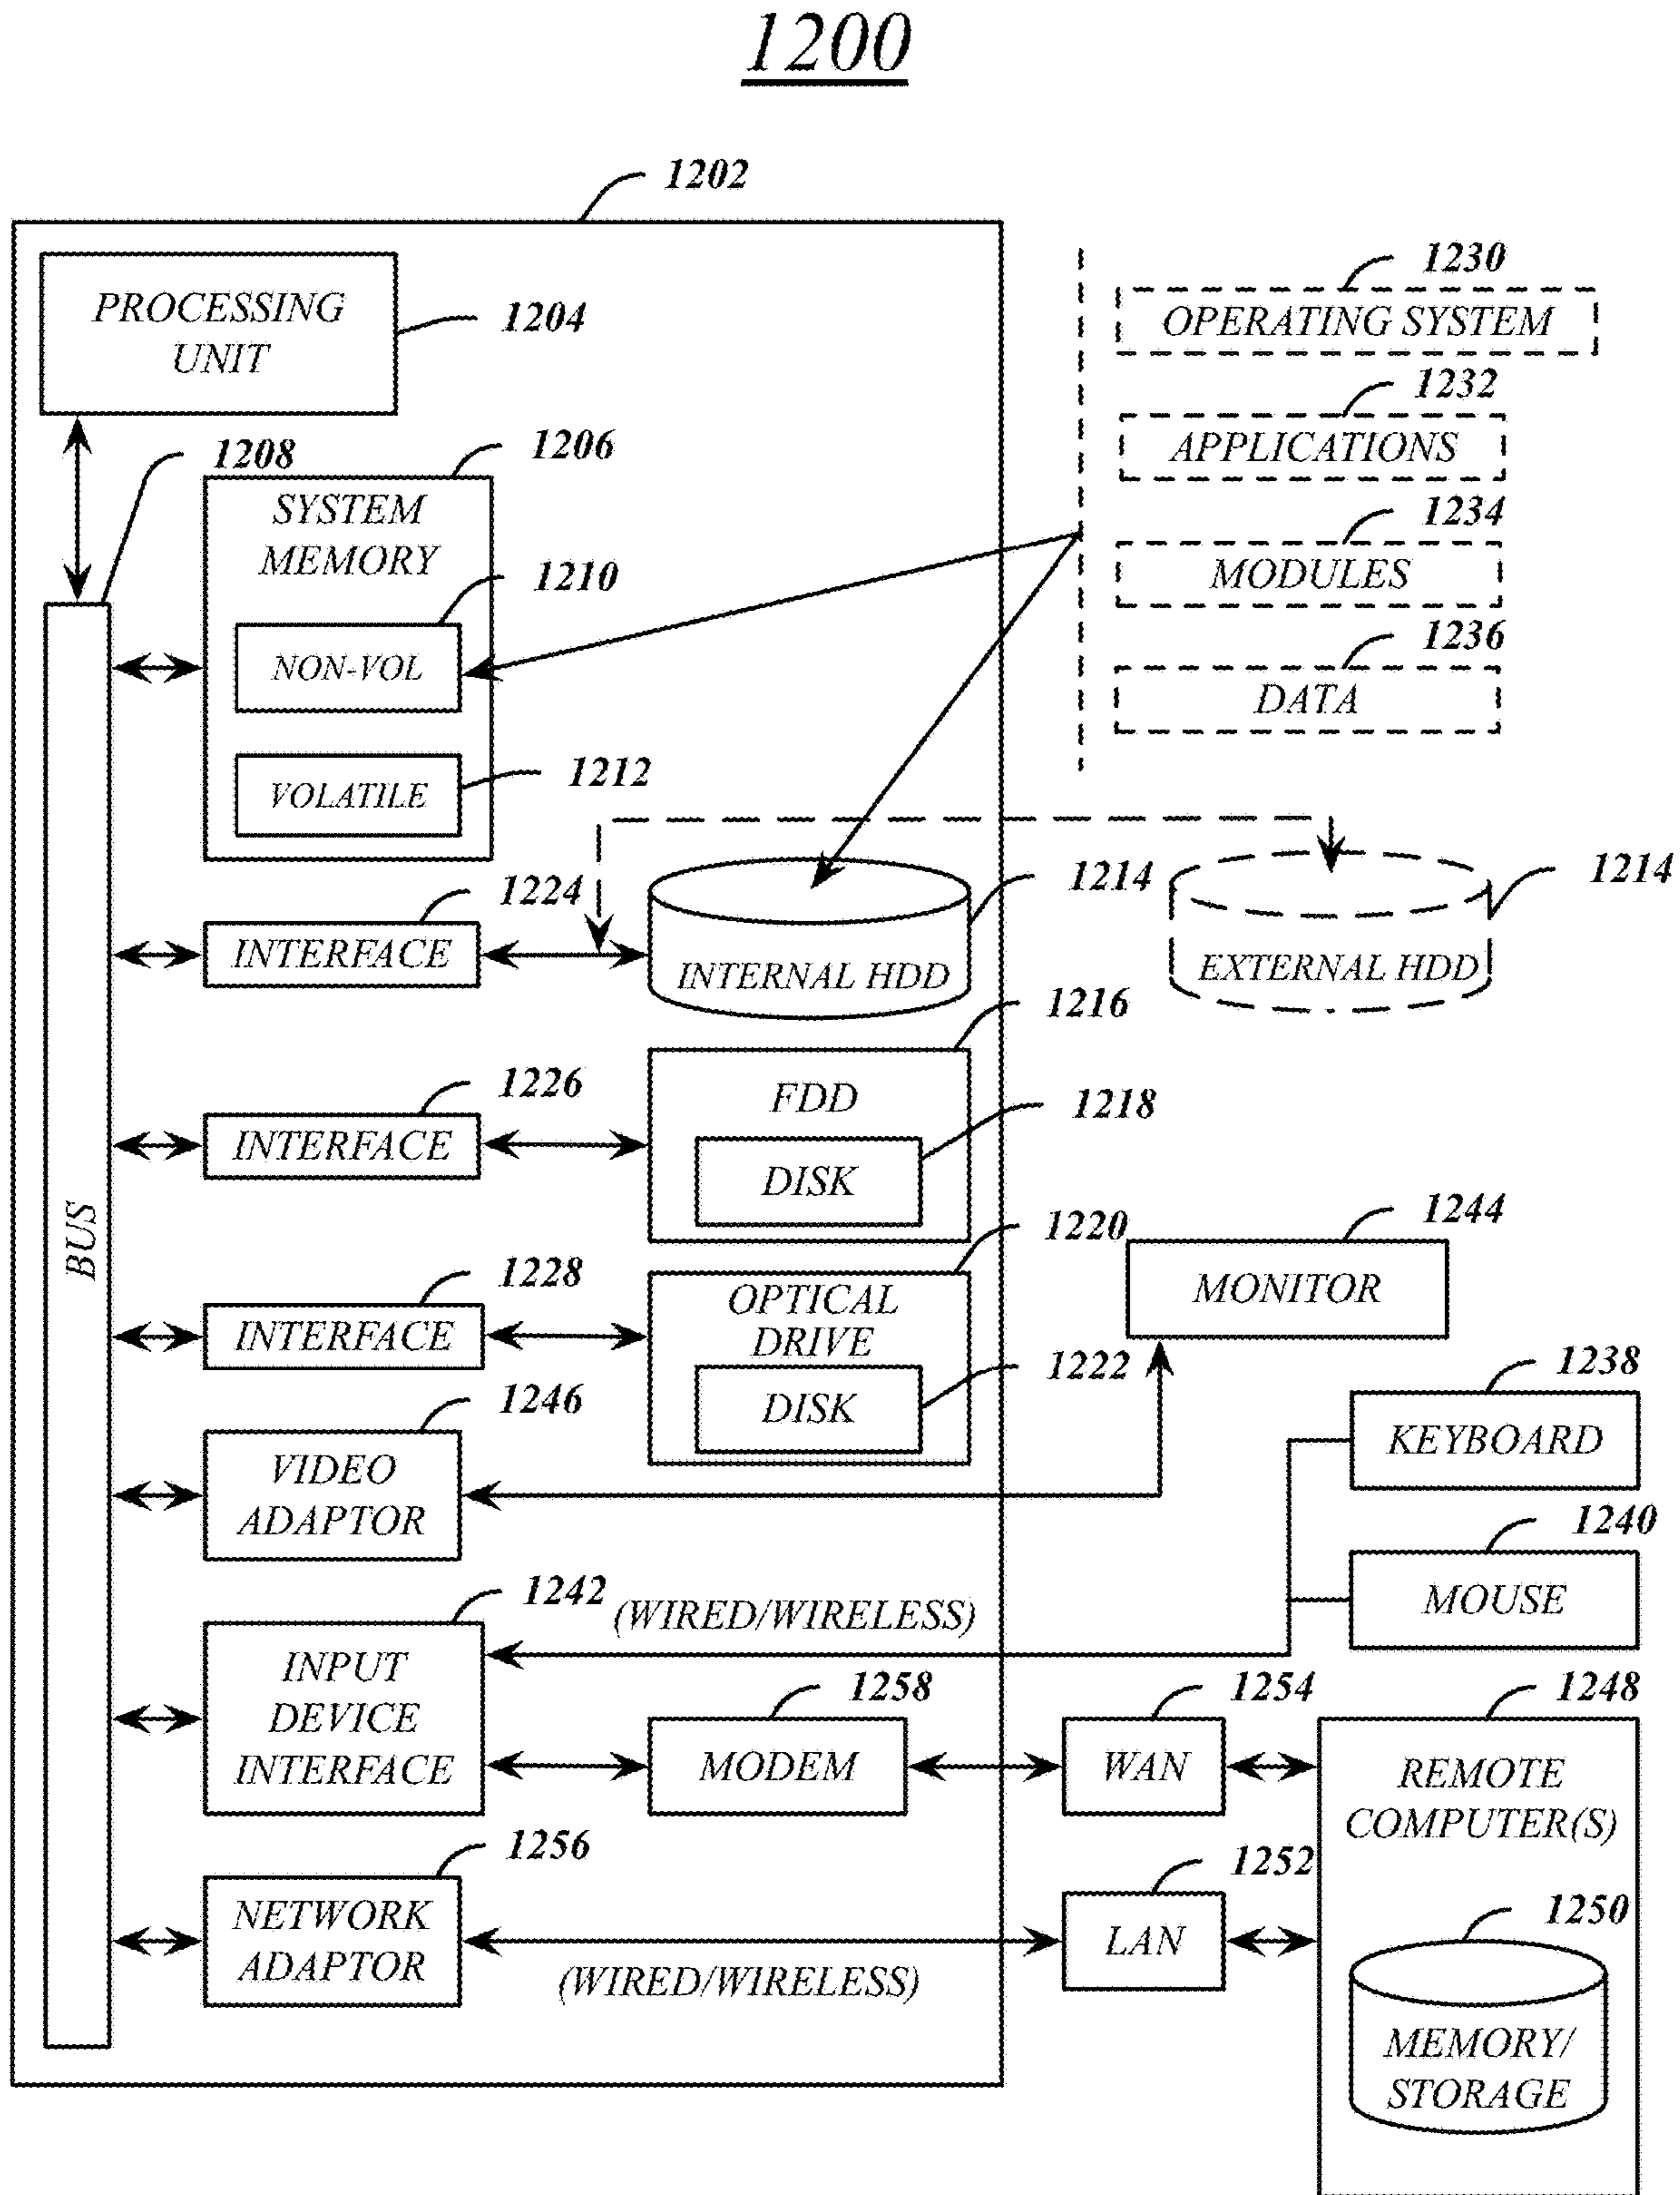 1200
1202
PROCESSING
UNIT
1204
1230
OPERATING SYSTEM
1232
APPLICATIONS
1234
MODULES
1236
DATA
1208
1206
SYSTEM
MEMORY
1210
NON-VOL
1212
VOLATILE
BUS
1224
INTERFACE
1214
INTERNAL HDD
1214
EXTERNAL HDD
1226
INTERFACE
1216
FDD
1218
DISK
1228
INTERFACE
1220
OPTICAL
DRIVE
1222
DISK
1244
MONITOR
1246
VIDEO
ADAPTOR
1238
KEYBOARD
1240
MOUSE
1242
INPUT
DEVICE
INTERFACE
(WIRED/WIRELESS)
1258
MODEM
1254
WAN
1248
REMOTE
COMPUTER(S)
1256
NETWORK
ADAPTOR
(WIRED/WIRELESS)
1252
LAN
1250
MEMORY/
STORAGE